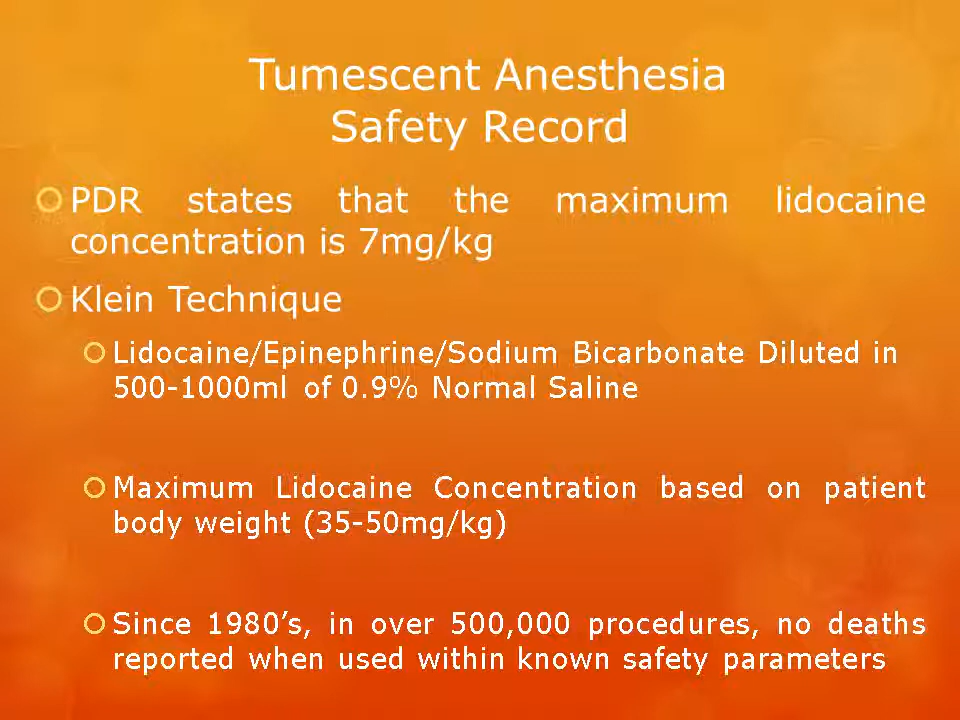 Tumescent Anesthesia
Safety Record
PDR states that the maximum lidocaine
concentration is 7mg/kg
Klein Technique
Lidocaine/Epinephrine/Sodium Bicarbonate Diluted in
500-1000ml of 0.9% Normal Saline
Maximum Lidocaine Concentration based on patient
body weight (35-50mg/kg)
Since 1980’s, in over 500,000 procedures, no deaths
reported when used within known safety parameters